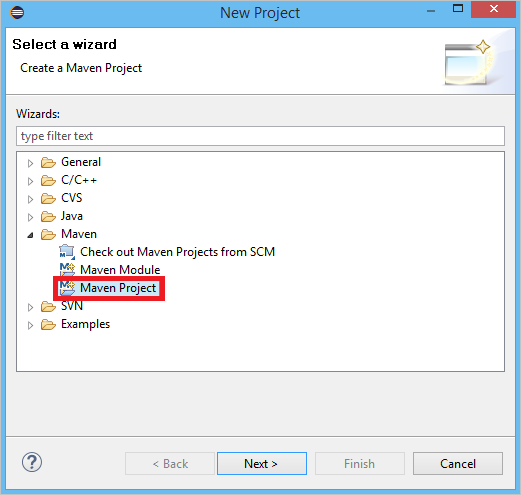 New Project
Select a wizard
Create a Maven Project
Wizards:
type filter text
General
C/C++
CVS
Java
Maven
Check out Maven Projects from SCM
Maven Module
Maven Project
SVN
Examples
? < Back Next > Finish Cancel